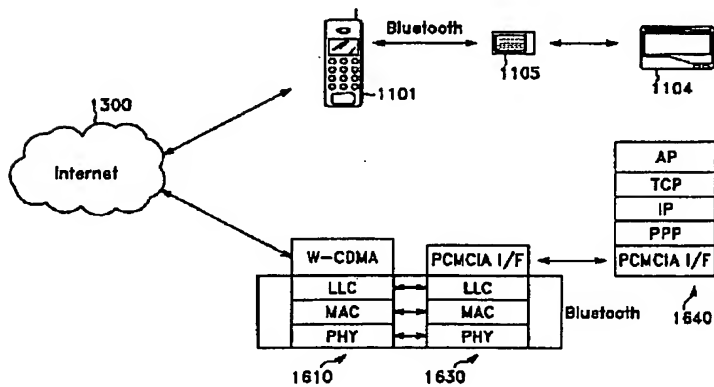 Bluetooth
1105
1104
1101
1300
Internet
AP
TCP
IP
PPP
PCMCIA I/F
W-CDMA
PCMCIA I/F
LLC
LLC
MAC
MAC
PHY
PHY
Bluetooth
1610
1630
1640